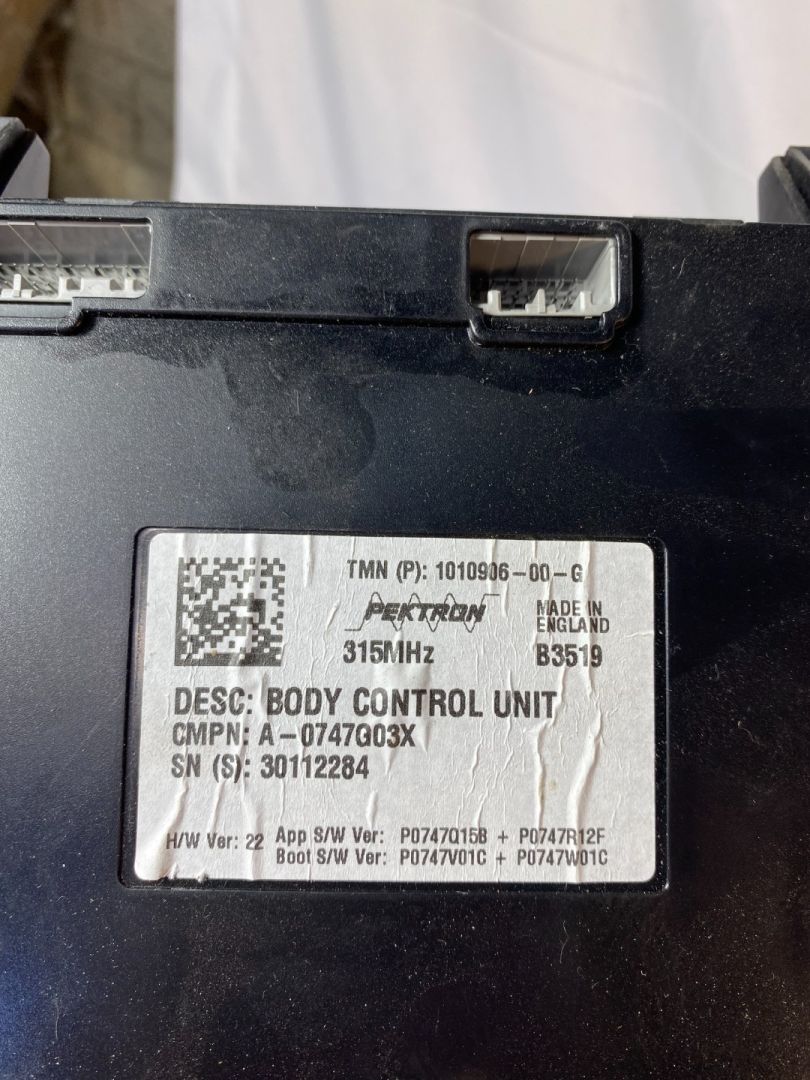 TMN (P): 1010906-00-G
PEKTRON
MADE IN
ENGLAND
315MHz
B3519
DESC: BODY CONTROL UNIT
CMPN: A-0747Q03X
SN (S): 30112284
H/W Ver: 22 App S/W Ver: P0747Q15B + P0747R12F
Boot S/W Ver: P0747V01C + P0747W01C